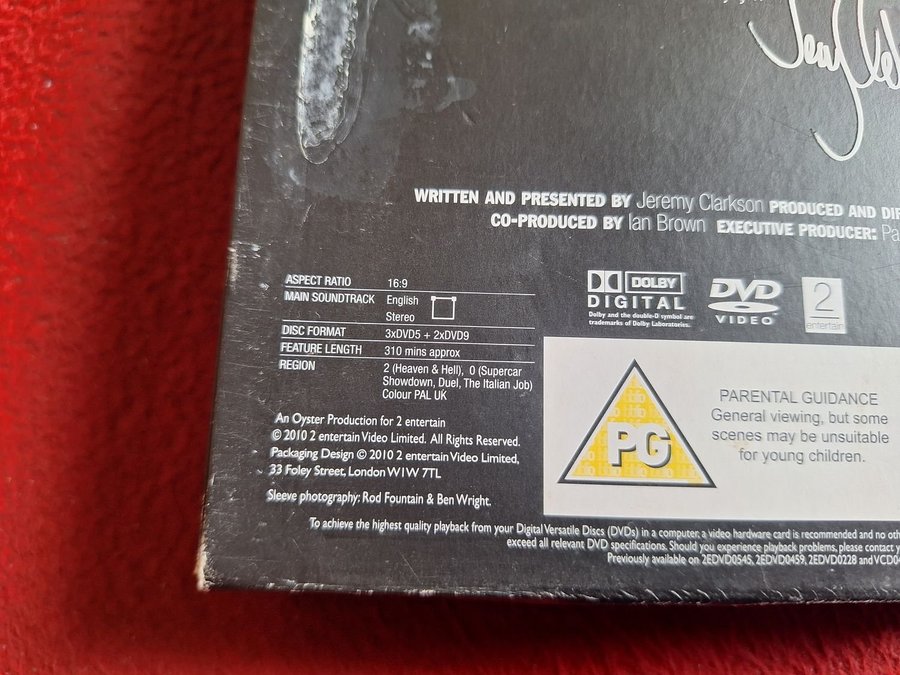 WRITTEN AND PRESENTED BY Jeremy Clarkson PRODUCED AND
CO-PRODUCED BY Ian Brown EXECUTIVE PRODUCER:
ASPECT RATIO 16:9
MAIN SOUNDTRACK English
Stereo
DISC FORMAT 3xDVD5 + 2xDVD9
FEATURE LENGTH 310 mins approx
REGION 2 (Heaven & Hell), 0 (Supercar
Showdown, Duel, The Italian Job)
Colour PAL UK
DOLBY
DIGITAL
Dolby and the double-D symbol are
trademarks of Dolby Laboratories.
DVD
VIDEO
2
entertain
An Oyster Production for 2 entertain
© 2010 2 entertain Video Limited. All Rights Reserved.
Packaging Design © 2010 2 entertain Video Limited,
33 Foley Street, London W1W 7TL
Sleeve photography: Rod Fountain & Ben Wright.
PG
PARENTAL GUIDANCE
General viewing, but some
scenes may be unsuitable
for young children.
To achieve the highest quality playback from your Digital Versatile Discs (DVDs) in a computer, a video hardware card is recommended and no
exceed all relevant DVD specifications. Should you experience playback problems, please contact
Previously available on 2EDVD0545, 2EDVD0459, 2EDVD0228 and